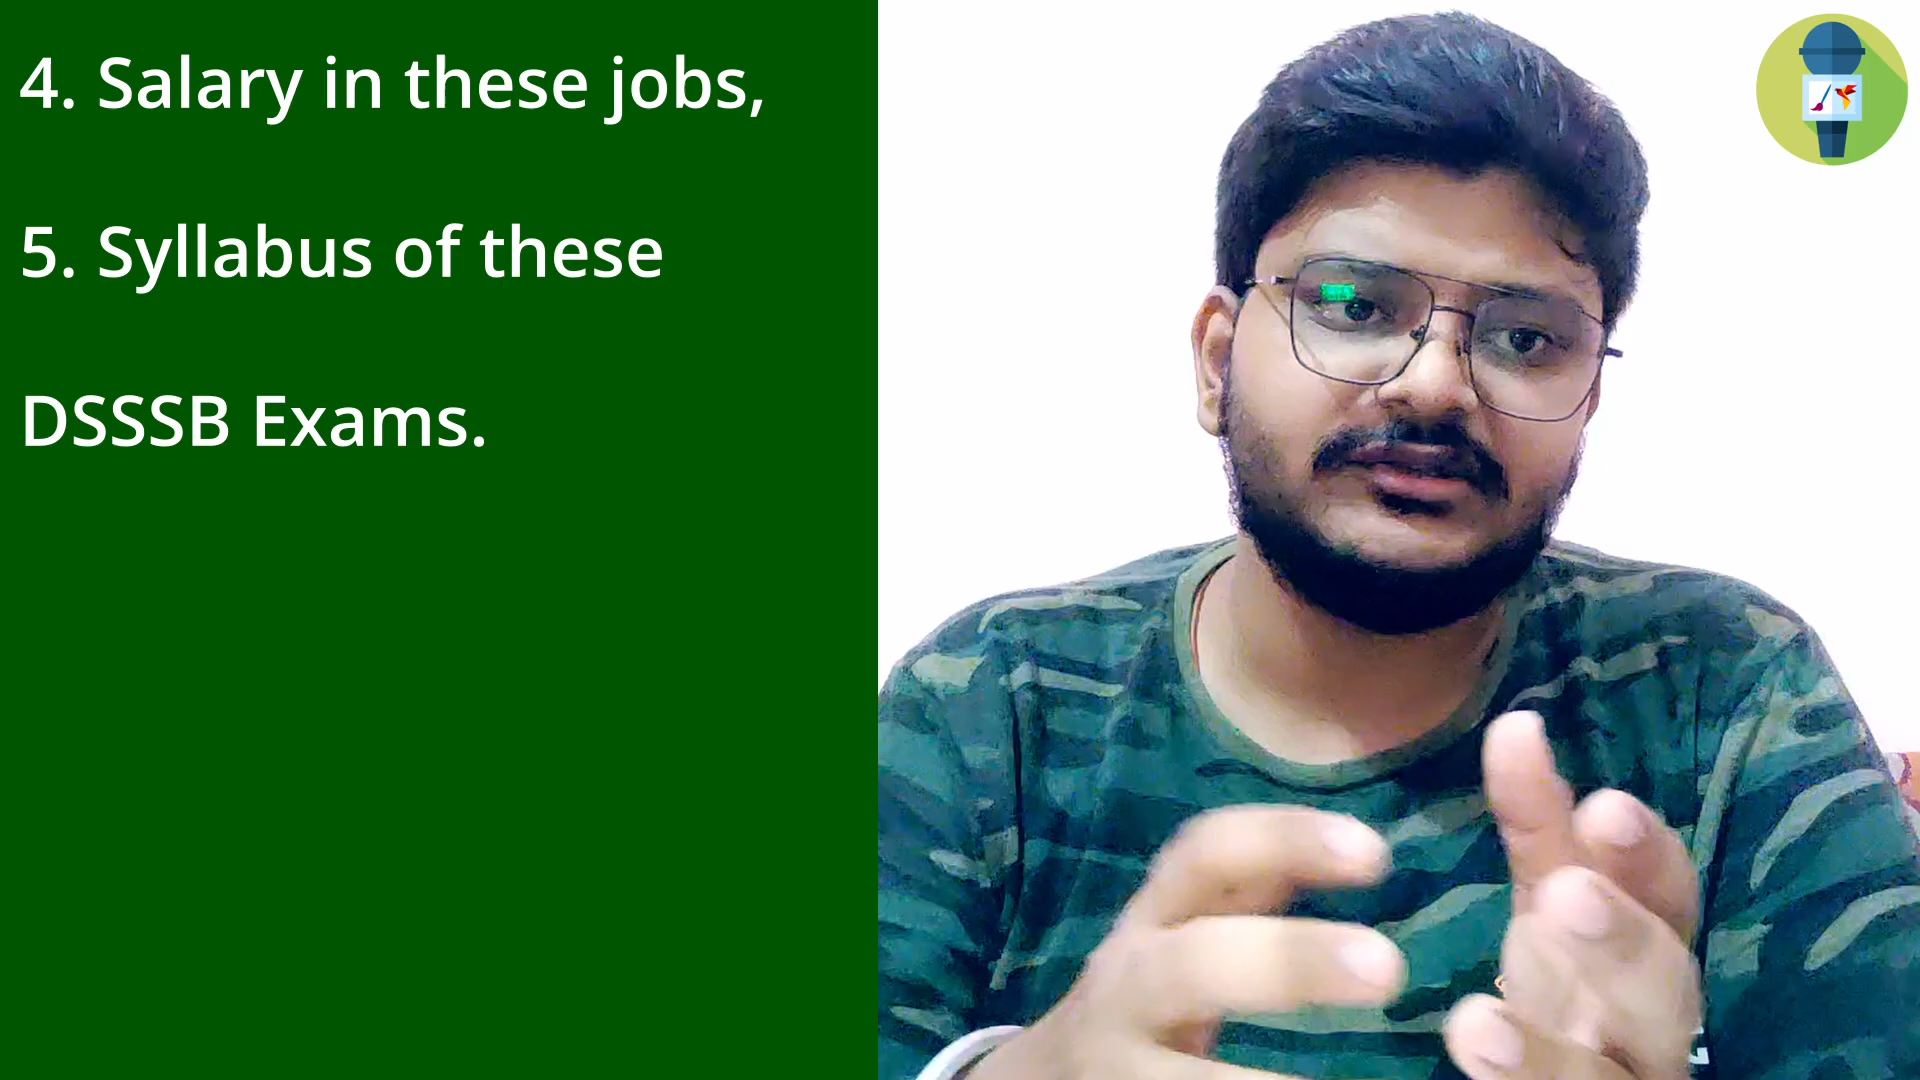 4. Salary in these jobs,
5. Syllabus of these
DSSSB Exams.